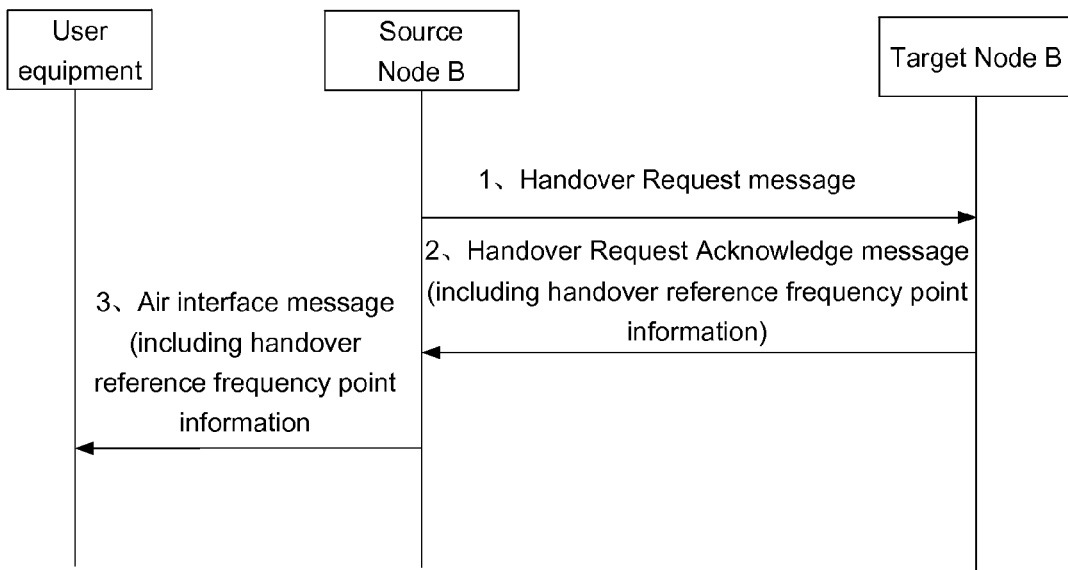 User
equipment
Source
Node B
Target Node B
1、Handover Request message
2、Handover Request Acknowledge message
(including handover reference frequency point
information)
3、Air interface message
(including handover
reference frequency point
information